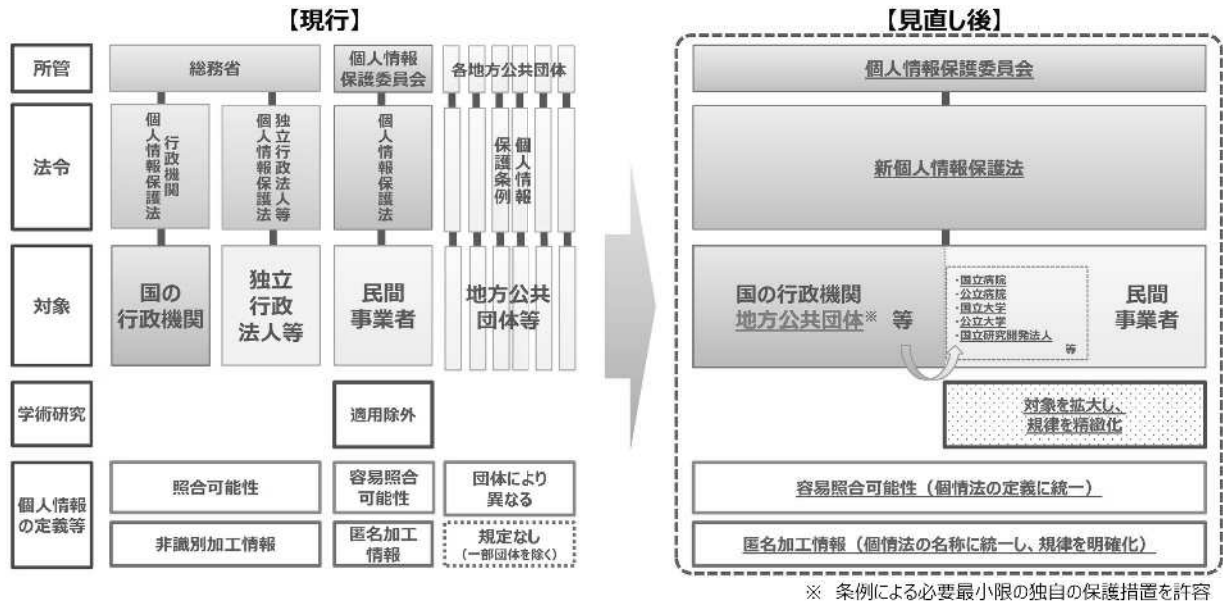 【現行】
【見直し後】
所管
総務省
個人情報
保護委員会
各地方公共団体
個人情報保護委員会
法令
行政機関
個人情報保護法
独立行政法人等
個人情報保護法
個人情報保護法
個人情報
保護条例
新個人情報保護法
対象
国の
行政機関
独立
行政
法人等
民間
事業者
地方公共
団体等
国の行政機関
地方公共団体※ 等
・国立病院
・公立病院
・国立大学
・公立大学
・国立研究開発法人
等
民間
事業者
学術研究
適用除外
対象を拡大し、
規律を精緻化
個人情報
の定義等
照合可能性
容易照合
可能性
団体により
異なる
容易照合可能性（個情法の定義に統一）
非識別加工情報
匿名加工
情報
規定なし
（一部団体を除く）
匿名加工情報（個情法の名称に統一し、規律を明確化）
※ 条例による必要最小限の独自の保護措置を許容